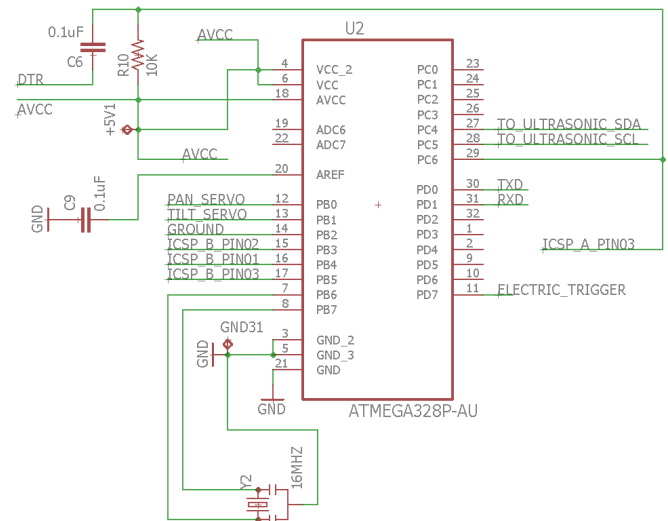 U2
0.1uF
C6
R10
10K
DTR
AVCC
AVCC
+5V1
AVCC
C9
0.1uF
GND
PAN_SERVO
TILT_SERVO
GROUND
ICSP_B_PIN02
ICSP_B_PIN01
ICSP_B_PIN03
4 VCC_2
6 VCC
18 AVCC
19 ADC6
22 ADC7
20 AREF
12 PB0
13 PB1
14 PB2
15 PB3
16 PB4
17 PB5
7 PB6
8 PB7
3 GND_2
5 GND_3
21 GND
PC0 23
PC1 24
PC2 25
PC3 26
PC4 27 TO_ULTRASONIC_SDA
PC5 28 TO_ULTRASONIC_SCL
PC6 29
PD0 30 TXD
PD1 31 RXD
PD2 32
PD3 1
PD4 2 ICSP_A_PIN03
PD5 9
PD6 10
PD7 11 ELECTRIC_TRIGGER
GND31
GND
GND
ATMEGA328P-AU
Y2
16MHZ